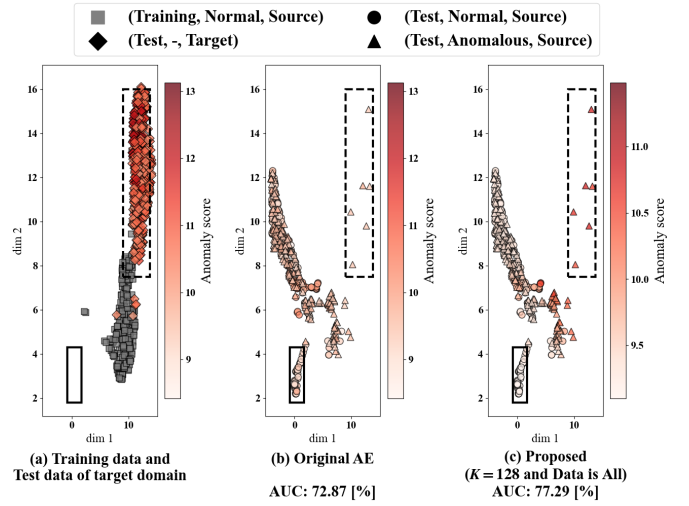 (Training, Normal, Source)
(Test, Normal, Source)
(Test, -, Target)
(Test, Anomalous, Source)
16
14
12
10
8
6
4
2
dim 2
0
10
dim 1
13
12
11
10
9
Anomaly score
16
14
12
10
8
6
4
2
dim 2
0
10
dim 1
13
12
11
10
9
Anomaly score
16
14
12
10
8
6
4
2
dim 2
0
10
dim 1
11.0
10.5
10.0
9.5
Anomaly score
(a) Training data and
Test data of target domain
(b) Original AE
AUC: 72.87 [%]
(c) Proposed
(K = 128 and Data is All)
AUC: 77.29 [%]